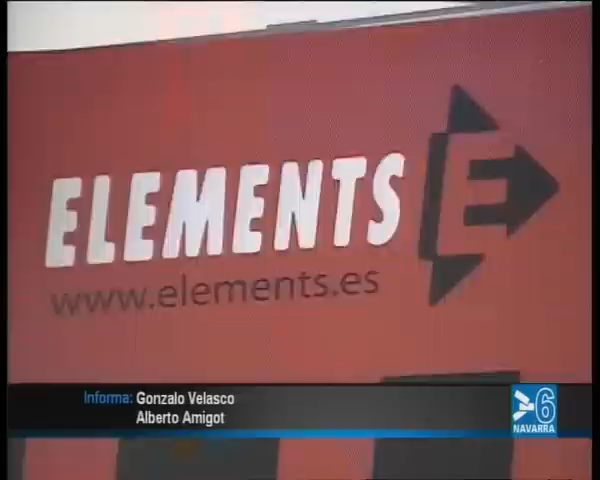 ELEMENTS
E
www.elements.es
Informa: Gonzalo Velasco
Alberto Amigot
6
NAVARRA